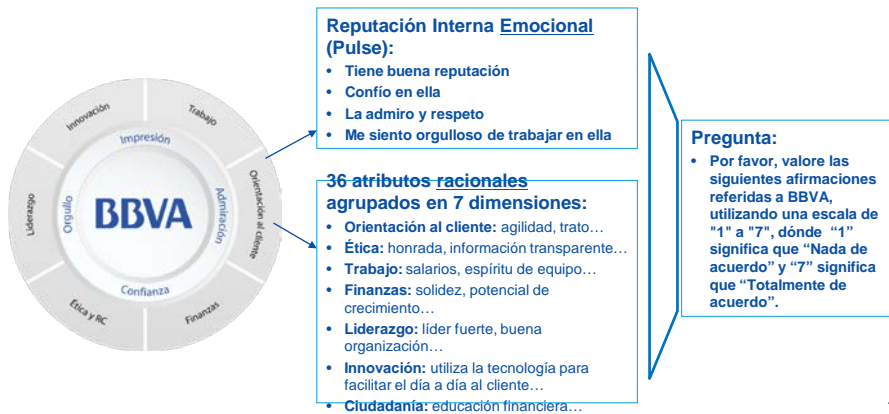 Innovación
Trabajo
Orientación al cliente
Finanzas
Ética y RC
Liderazgo
Impresión
Admiración
Confianza
Orgullo
BBVA
Reputación Interna Emocional
(Pulse):
• Tiene buena reputación
• Confío en ella
• La admiro y respeto
• Me siento orgulloso de trabajar en ella
36 atributos racionales
agrupados en 7 dimensiones:
• Orientación al cliente: agilidad, trato…
• Ética: honrada, información transparente…
• Trabajo: salarios, espíritu de equipo…
• Finanzas: solidez, potencial de
crecimiento…
• Liderazgo: líder fuerte, buena
organización…
• Innovación: utiliza la tecnología para
facilitar el día a día al cliente…
• Ciudadanía: educación financiera…
Pregunta:
• Por favor, valore las
siguientes afirmaciones
referidas a BBVA,
utilizando una escala de
"1" a "7", dónde “1”
significa que “Nada de
acuerdo” y “7” significa
que “Totalmente de
acuerdo”.